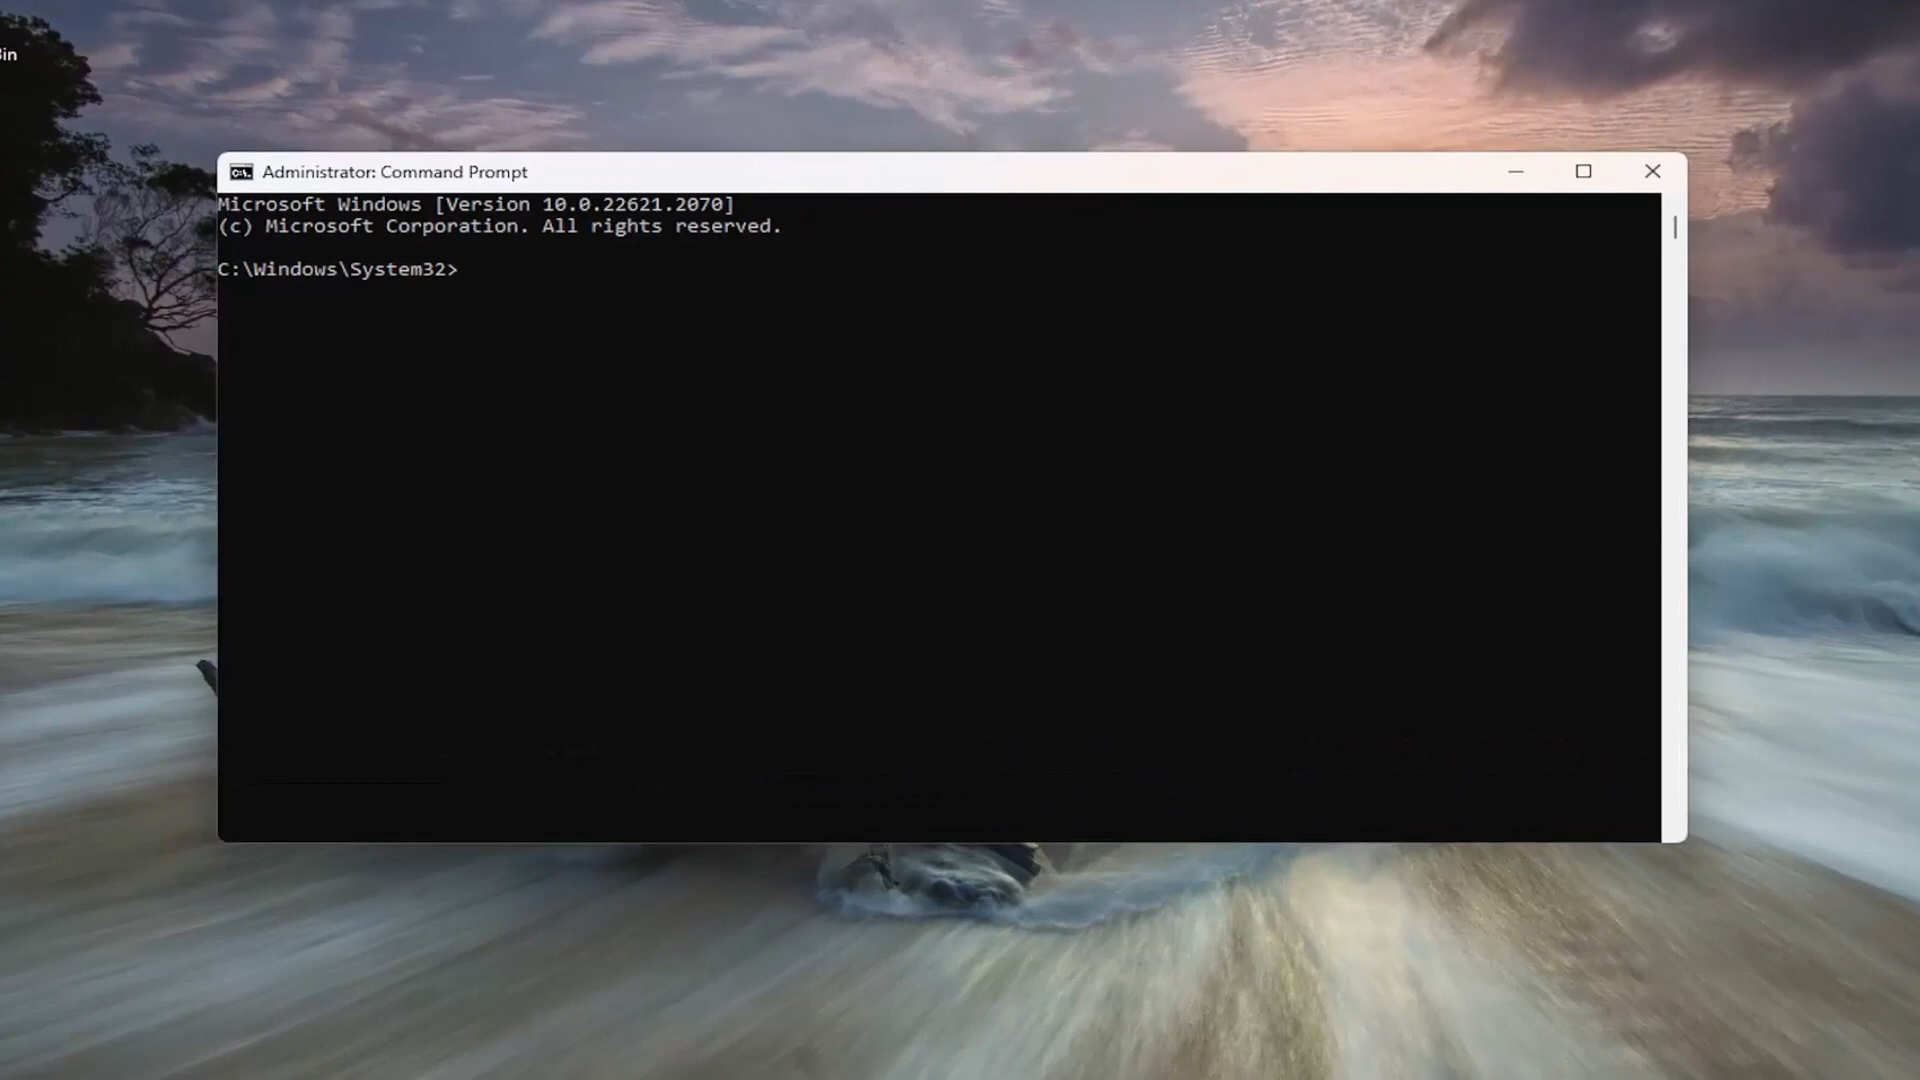 Administrator: Command Prompt
Microsoft Windows [Version 10.0.22621.2070]
(c) Microsoft Corporation. All rights reserved.
C:\Windows\System32>